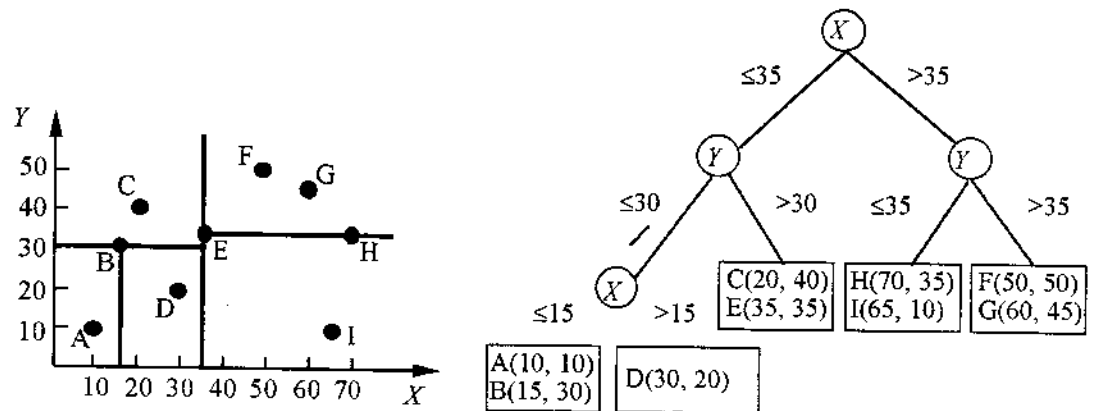 Y
50
40
30
20
10
A
B
C
D
E
F
G
H
I
10 20 30 40 50 60 70
X
X
≤35 >35
Y Y
≤30 >30 ≤35 >35
X
≤15 >15
C(20, 40)
E(35, 35)
H(70, 35)
I(65, 10)
F(50, 50)
G(60, 45)
A(10, 10)
B(15, 30)
D(30, 20)